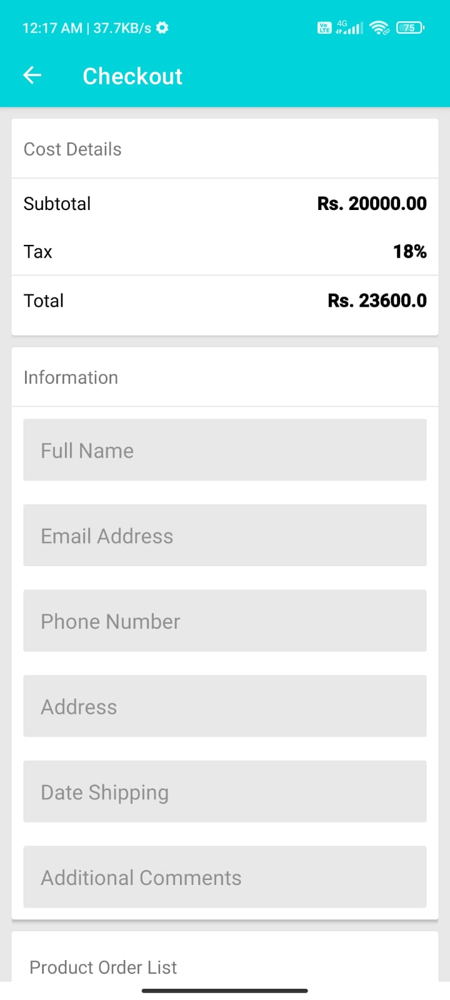 12:17 AM | 37.7KB/s
Vo LTE 4G 75
Checkout
Cost Details
Subtotal Rs. 20000.00
Tax 18%
Total Rs. 23600.0
Information
Full Name
Email Address
Phone Number
Address
Date Shipping
Additional Comments
Product Order List